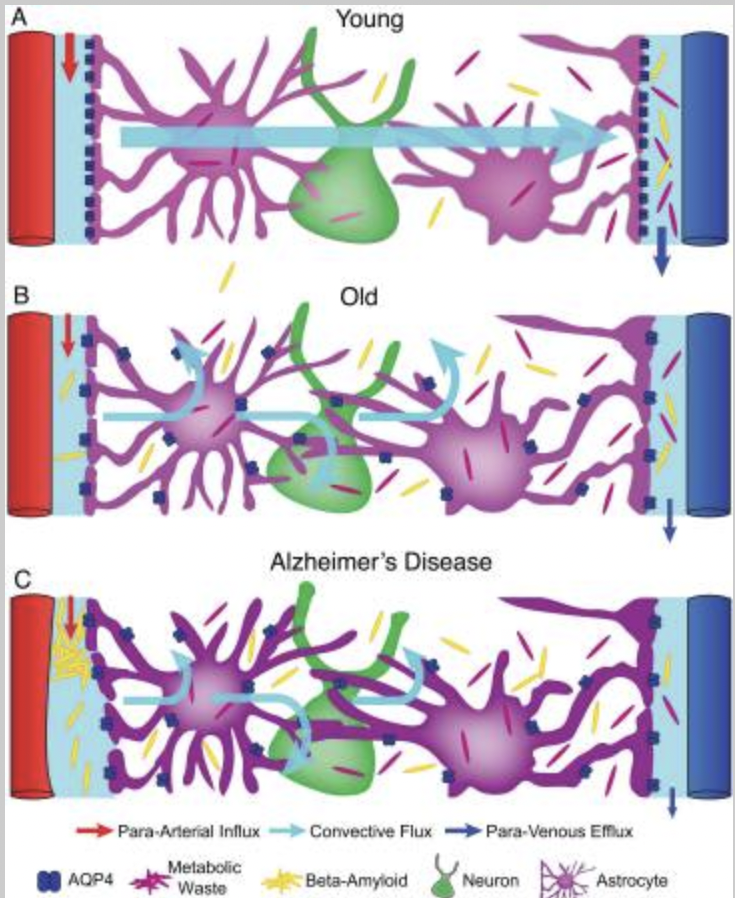 A
Young
B
Old
Alzheimer's Disease
C
Para-Arterial Influx
Convective Flux
Para-Venous Efflux
AQP4
Metabolic
Waste
Beta-Amyloid
Neuron
Astrocyte